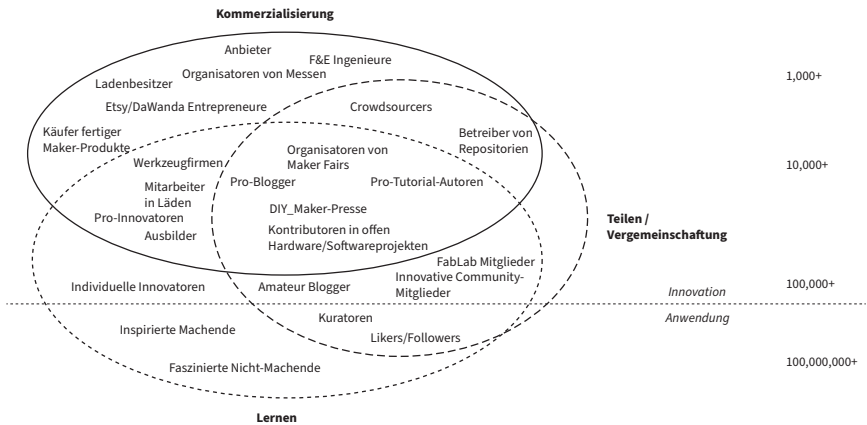 Kommerzialisierung
Anbieter
F&E Ingenieure
Organisatoren von Messen
1,000+
Ladenbesitzer
Etsy/DaWanda Entrepreneure
Crowdsourcers
Käufer fertiger
Maker-Produkte
Betreiber von
Repositorien
Organisatoren von
Maker Fairs
Werkzeugfirmen
10,000+
Mitarbeiter
in Läden
Pro-Blogger
Pro-Tutorial-Autoren
Pro-Innovatoren
DIY_Maker-Presse
Ausbilder
Kontributoren in offen
Hardware/Softwareprojekten
Teilen /
Vergemeinschaftung
FabLab Mitglieder
Innovative Community-
Mitglieder
Individuelle Innovatoren
Amateur Blogger
Innovation
100,000+
Anwendung
Kuratoren
Inspirierte Machende
Likers/Followers
Faszinierte Nicht-Machende
100,000,000+
Lernen